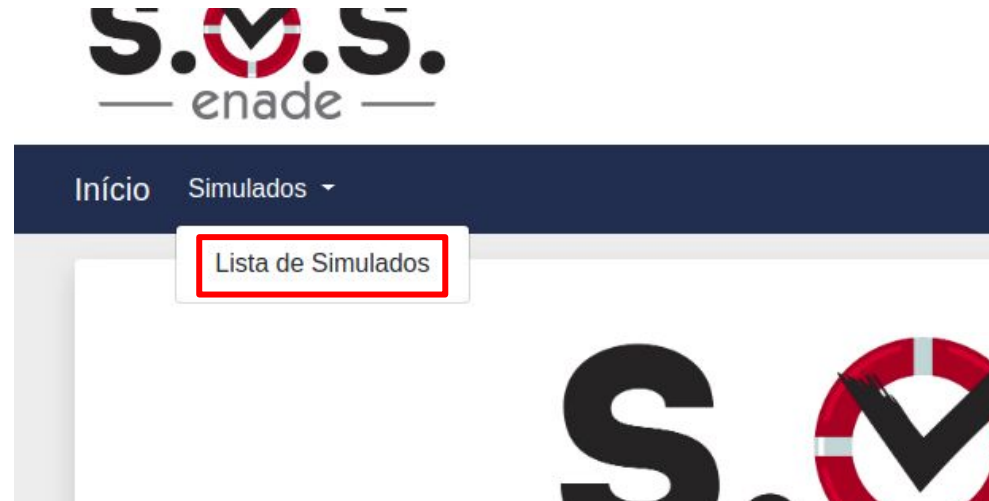 S.O.S.
enade
Início Simulados
Lista de Simulados
S.O